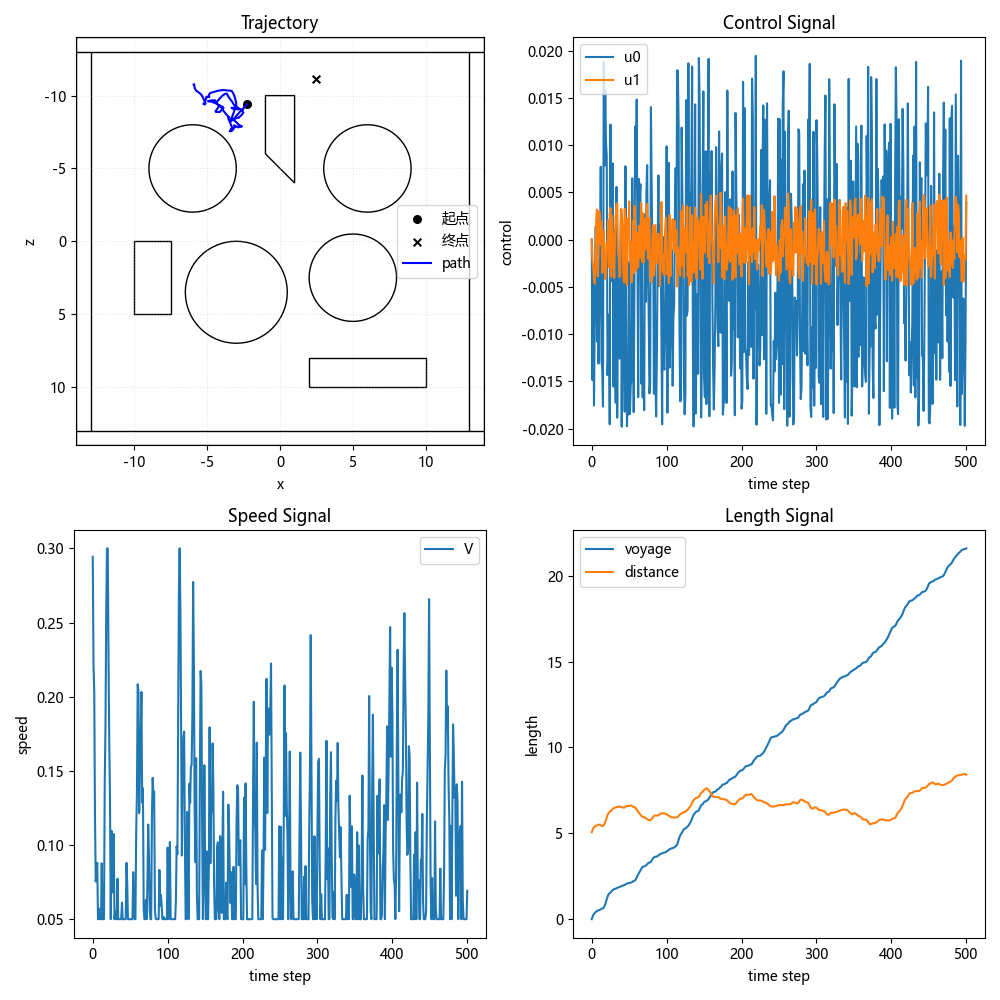 Trajectory
-10
-5
0
5
10
z
-10
-5
0
5
10
x
起点
终点
path
Control Signal
0.020
0.015
0.010
0.005
0.000
-0.005
-0.010
-0.015
-0.020
control
0
100
200
300
400
500
time step
u0
u1
Speed Signal
0.30
0.25
0.20
0.15
0.10
0.05
speed
0
100
200
300
400
500
time step
V
Length Signal
20
15
10
5
0
length
0
100
200
300
400
500
time step
voyage
distance